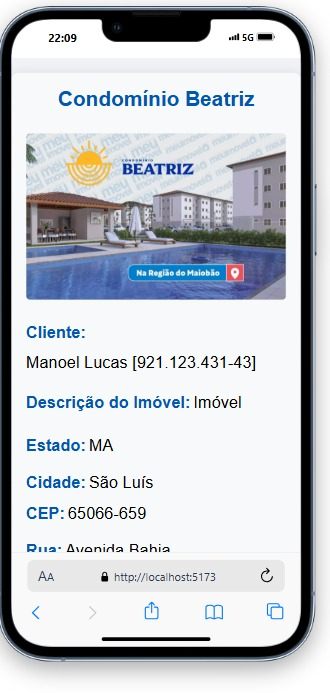 22:09
5G
Condomínio Beatriz
CONDOMÍNIO
BEATRIZ
Na Região do Maiobão
Cliente:
Manoel Lucas [921.123.431-43]
Descrição do Imóvel: Imóvel
Estado: MA
Cidade: São Luís
CEP: 65066-659
Rua: Avenida Bahia
AA
http://localhost:5173